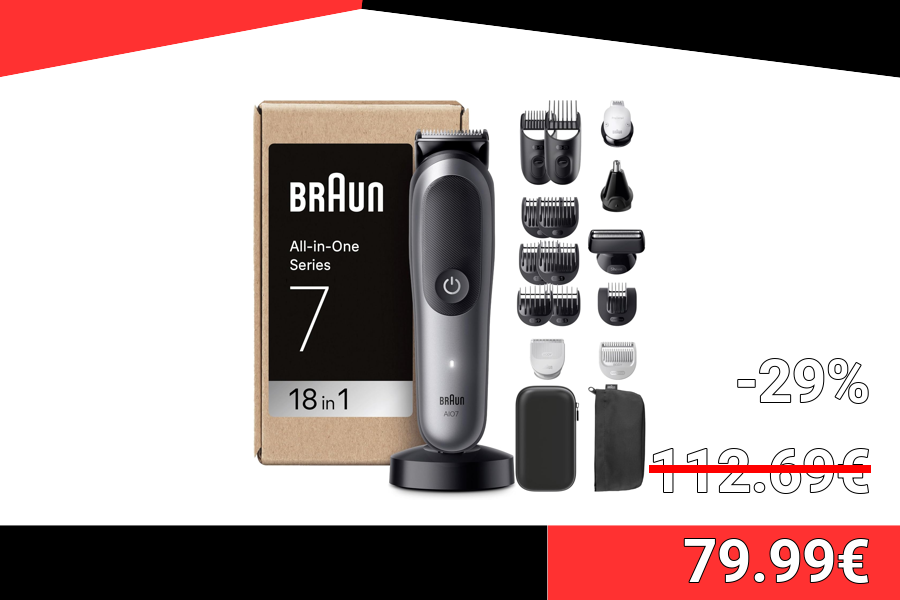 BRAUN
All-in-One
Series
7
18 in 1
BRAUN
AIO7
-29%
112.69€
79.99€